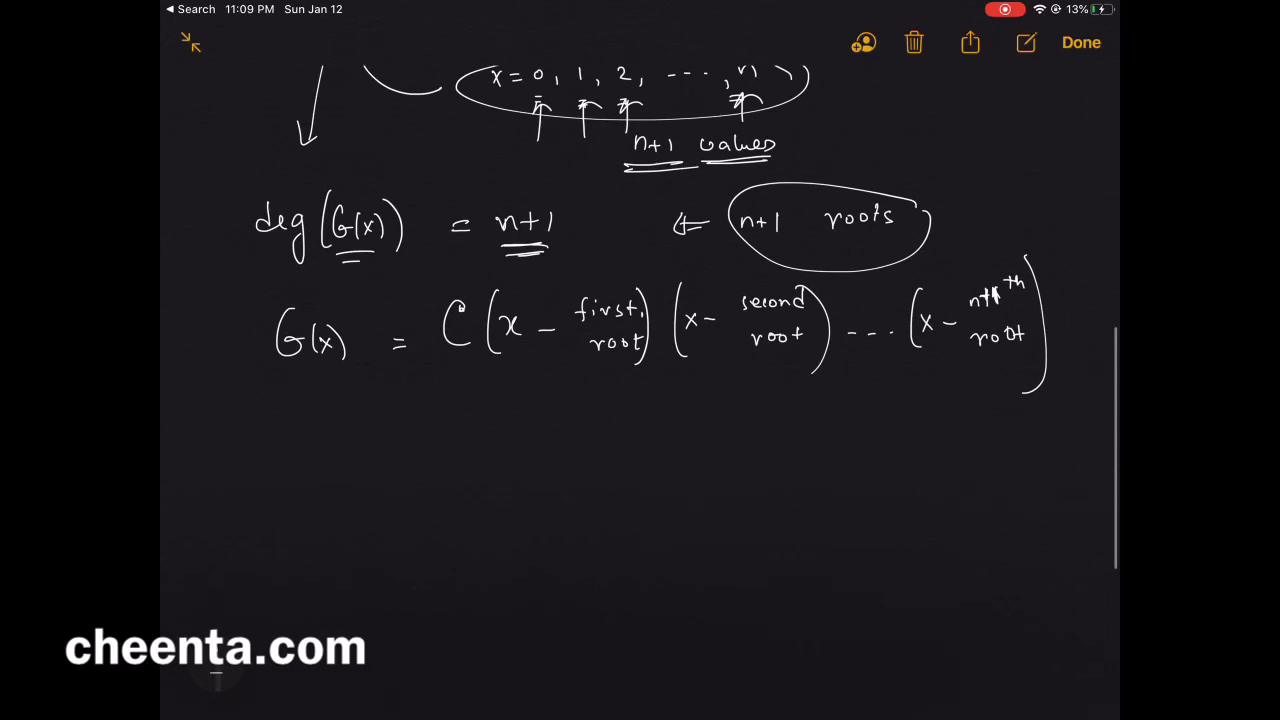 Search 11:09 PM Sun Jan 12 13%
Done
x = 0, 1, 2, ---- , n
n+1 values
deg (G(x)) = n+1 ⇐ n+1 roots
G(x) = C (x - first root) (x - second root) --- (x - n+1th root)
cheenta.com